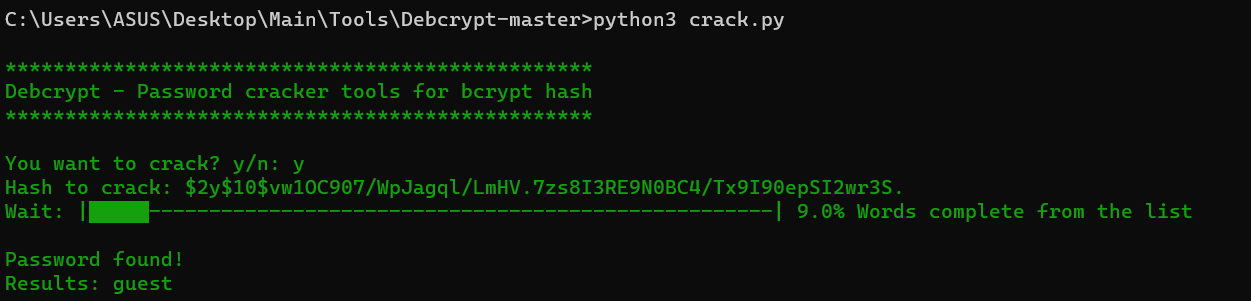 C:\Users\ASUS\Desktop\Main\Tools\Debcrypt-master>python3 crack.py
*************************************************
Debcrypt - Password cracker tools for bcrypt hash
*************************************************
You want to crack? y/n: y
Hash to crack: $2y$10$vw1OC907/WpJagql/LmHV.7zs8I3RE9N0BC4/Tx9I90epSI2wr3S.
Wait: |█████----------------------------------------------------| 9.0% Words complete from the list
Password found!
Results: guest